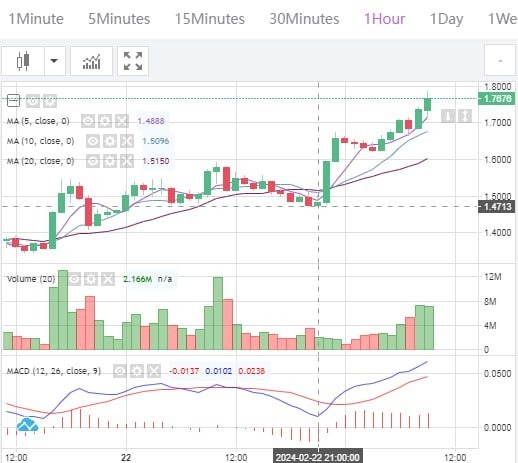 1Minute 5Minutes 15Minutes 30Minutes 1Hour 1Day 1We
1.8000
1.7678
MA (5, close, 0) 1.4888
1.7000
MA (10, close, 0) 1.5096
MA (20, close, 0) 1.5150
1.6000
1.5000
1.4713
1.4000
Volume (20) 2.166M n/a
12M
8M
4M
0
MACD (12, 26, close, 9) -0.0137 0.0102 0.0238
0.0500
0.0000
12:00 22 12:00 2024-02-22 21:00:00 12:00